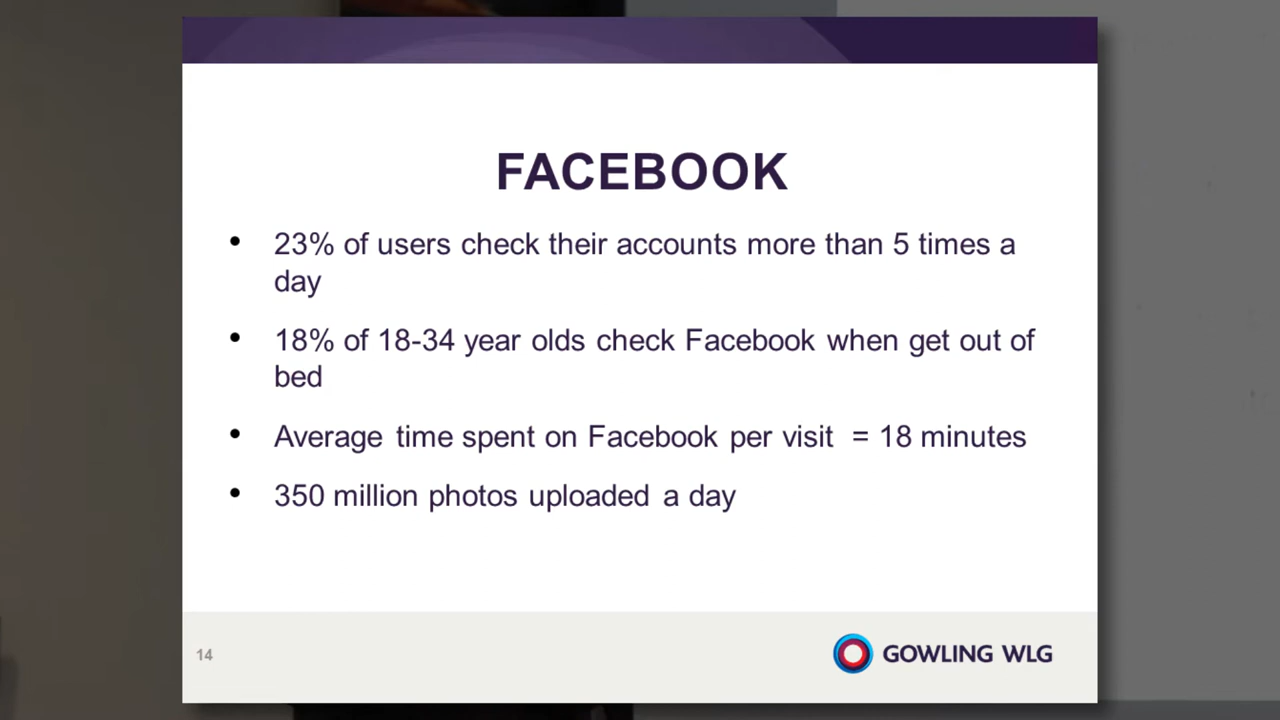 FACEBOOK
• 23% of users check their accounts more than 5 times a
day
• 18% of 18-34 year olds check Facebook when get out of
bed
• Average time spent on Facebook per visit = 18 minutes
• 350 million photos uploaded a day
14
GOWLING WLG